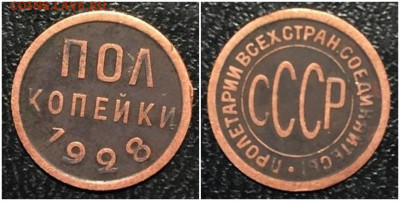 ПОЛ
КОПЕЙКИ
1928
ПРОЛЕТАРИИ ВСЕХ СТРАН, СОЕДИНЯЙТЕСЬ!
СССР